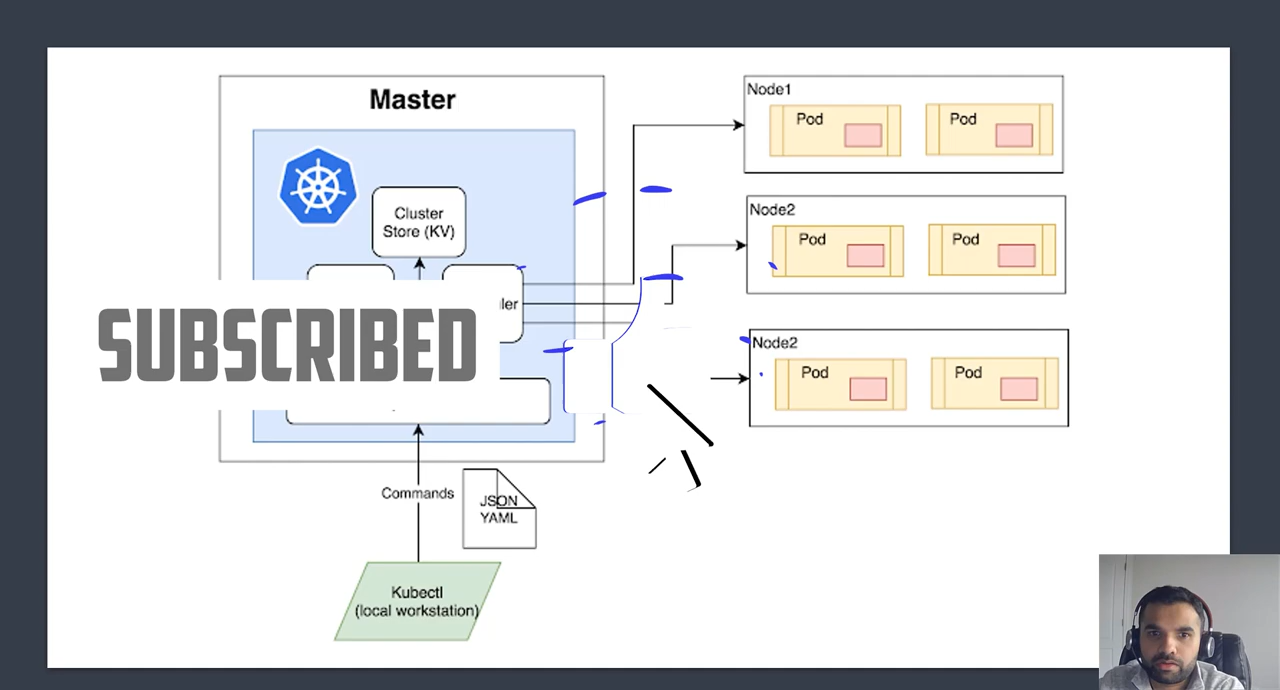 Master
Cluster
Store (KV)
SUBSCRIBED
Commands
JSON
YAML
Kubectl
(local workstation)
Node1
Pod
Pod
Node2
Pod
Pod
Node2
Pod
Pod